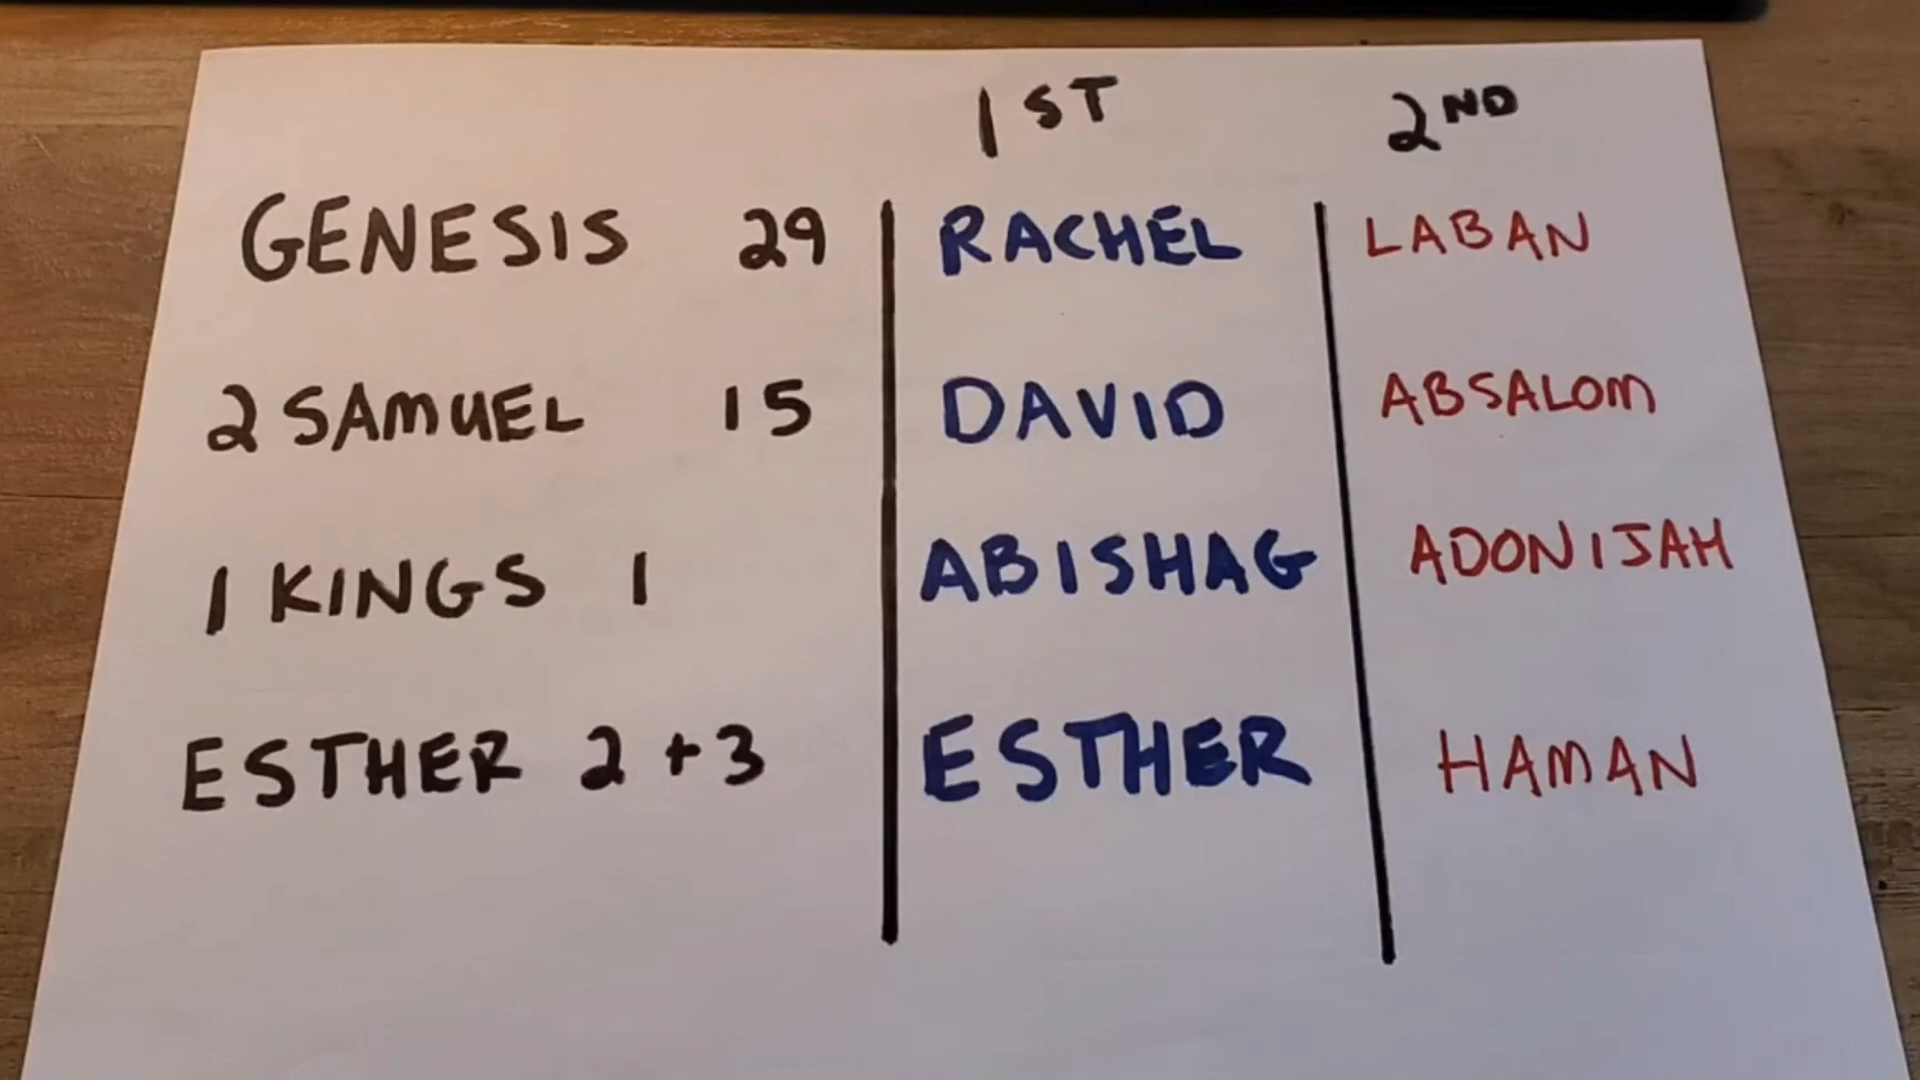 1ST 2ND
GENESIS 29 RACHEL LABAN
2 SAMUEL 15 DAVID ABSALOM
1 KINGS 1 ABISHAG ADONIJAH
ESTHER 2 + 3 ESTHER HAMAN